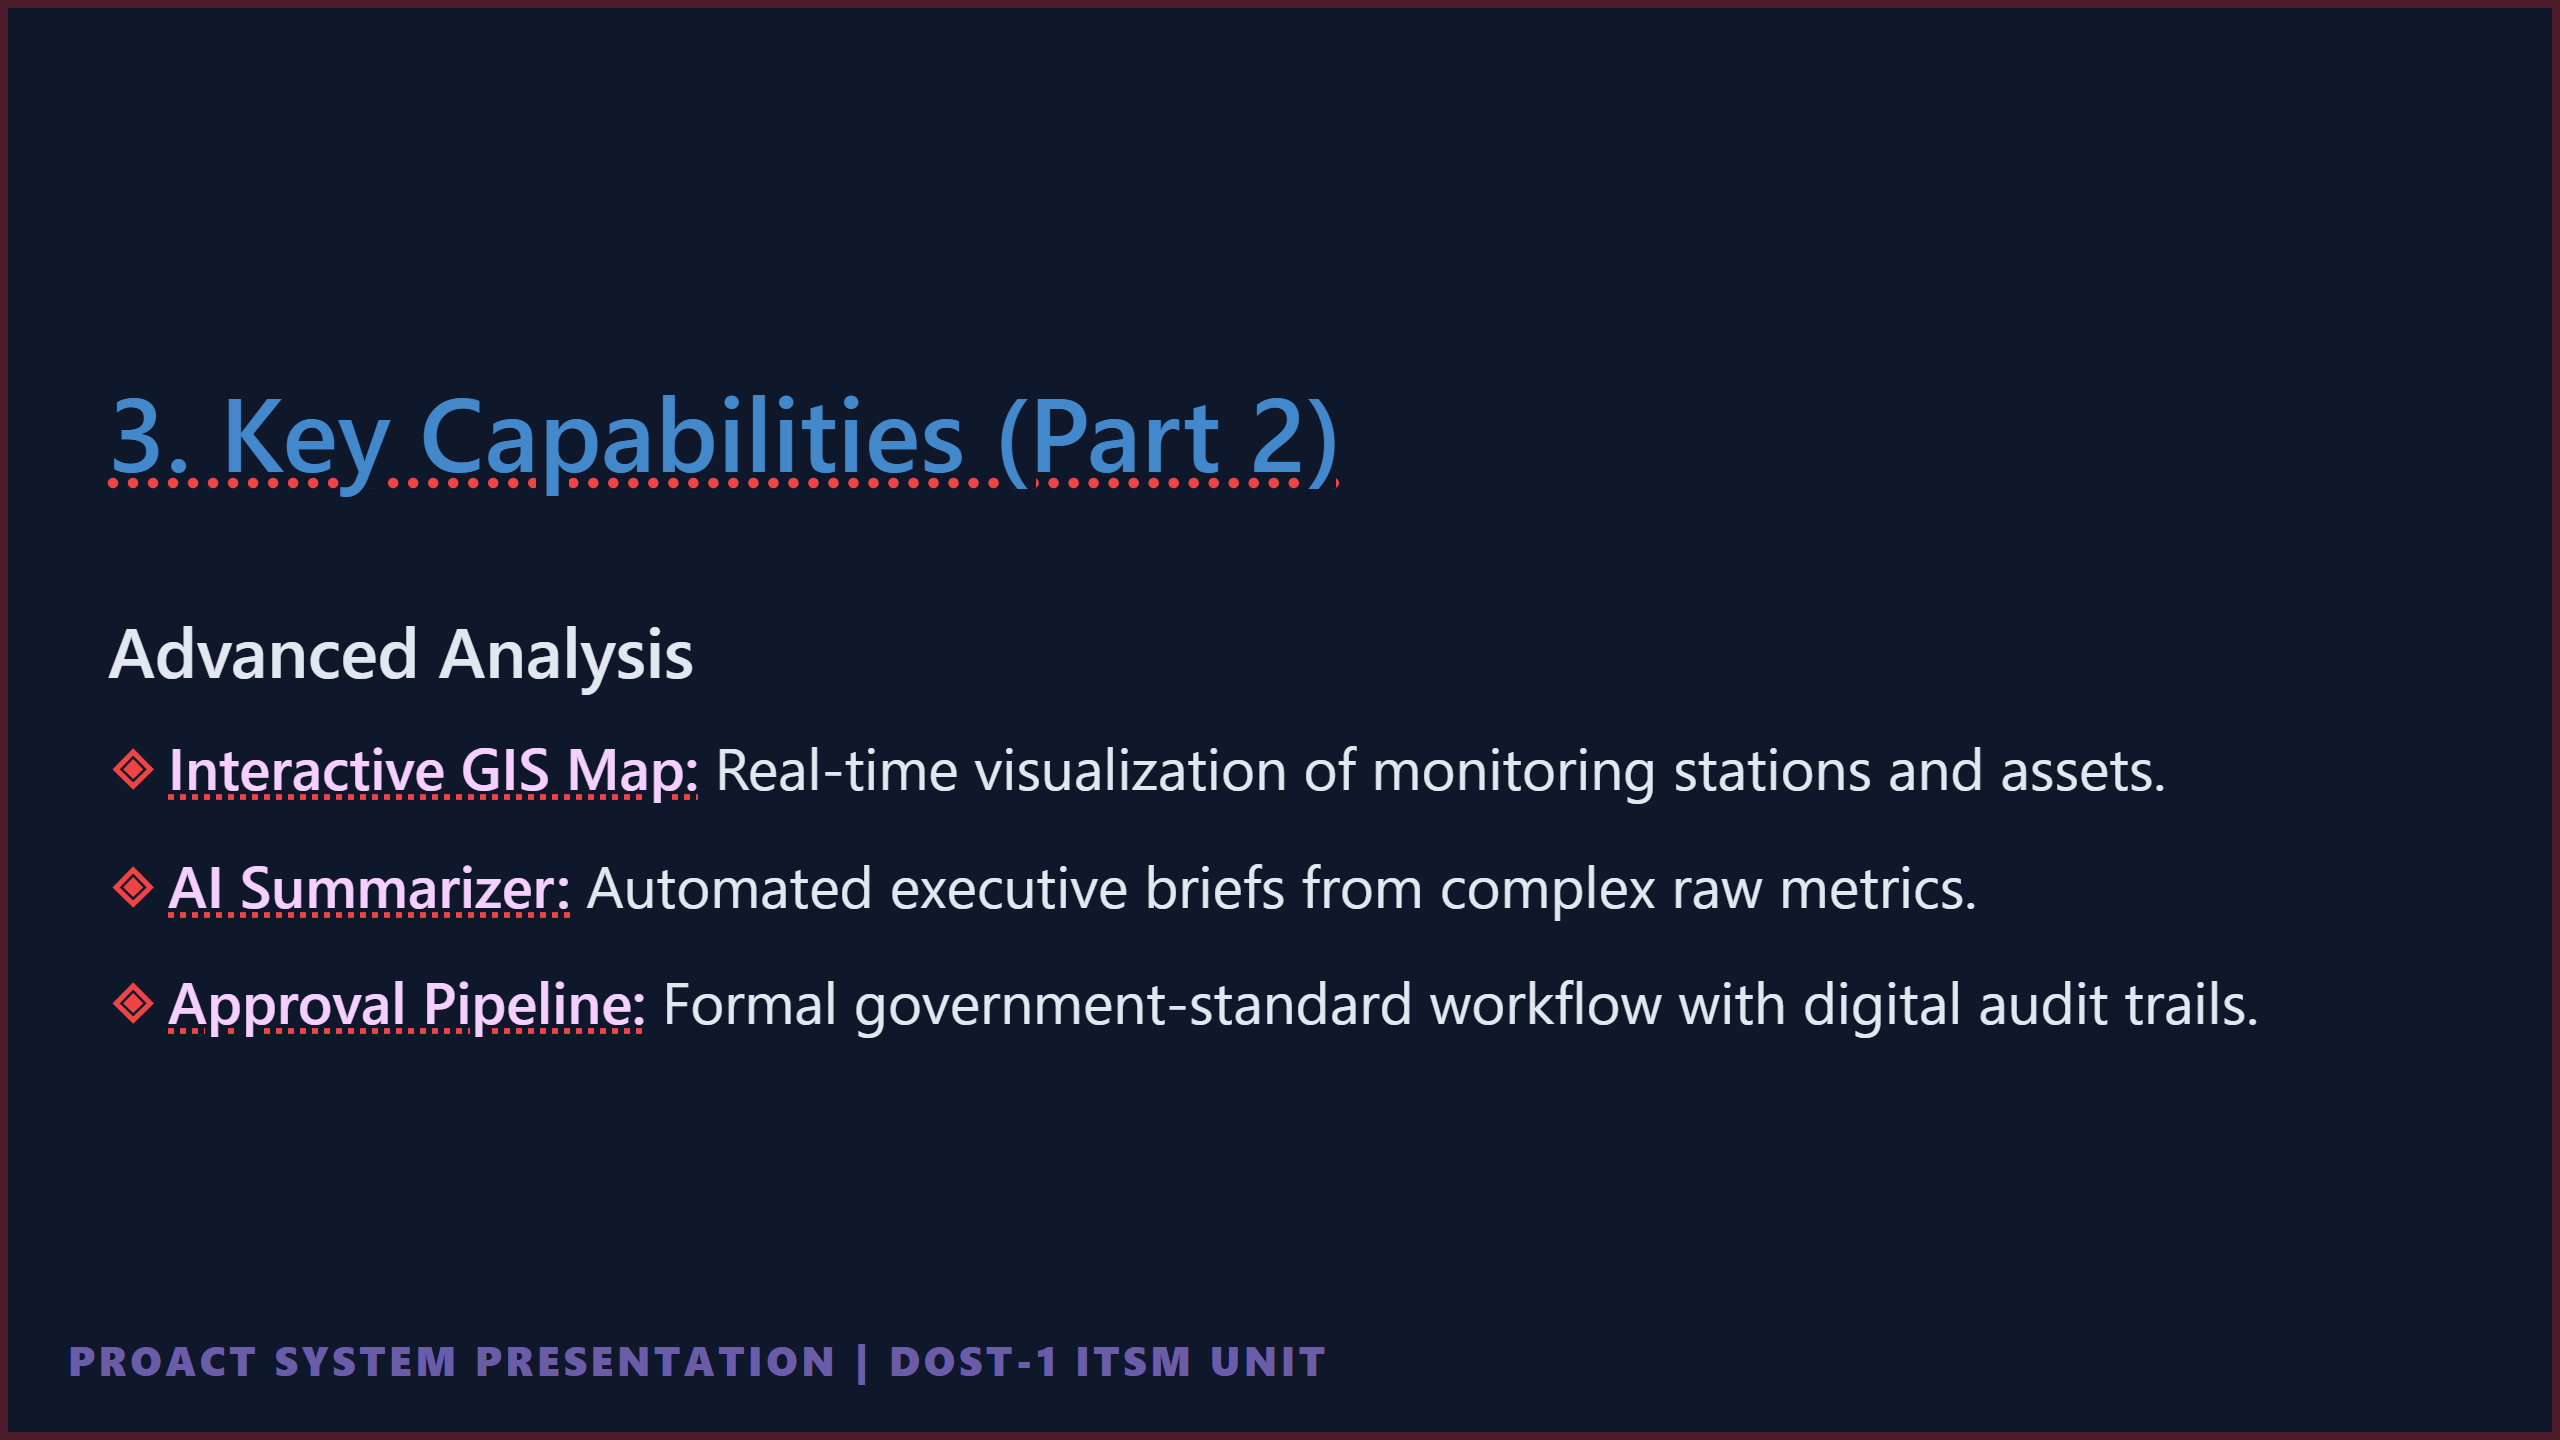 3. Key Capabilities (Part 2)
Advanced Analysis
Interactive GIS Map: Real-time visualization of monitoring stations and assets.
AI Summarizer: Automated executive briefs from complex raw metrics.
Approval Pipeline: Formal government-standard workflow with digital audit trails.
PROACT SYSTEM PRESENTATION | DOST-1 ITSM UNIT